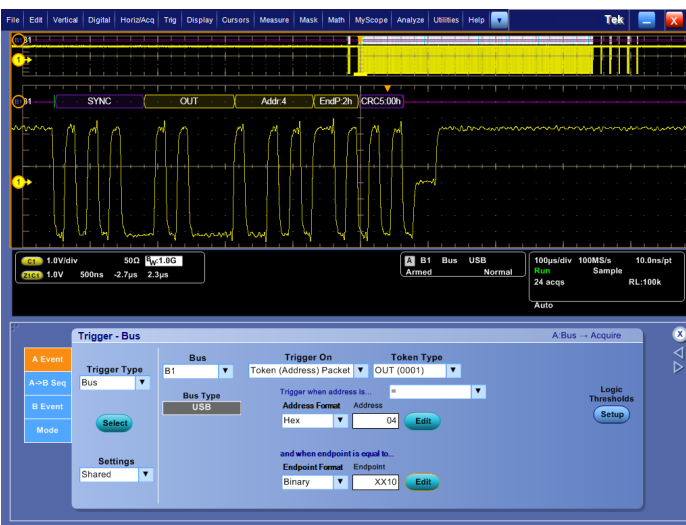 File Edit Vertical Digital Horiz/Acq Trig Display Cursors Measure Mask Math MyScope Analyze Utilities Help Tek X
B1 B1
1
B1 B1 SYNC OUT Addr:4 EndP:2h CRC5:00h
1
C1 1.0V/div 50Ω BW:1.0G
Z1C1 1.0V 500ns -2.7µs 2.3µs
A B1 Bus USB
Armed Normal
100µs/div 100MS/s 10.0ns/pt
Run Sample
24 acqs RL:100k
Auto
Trigger - Bus A:Bus → Acquire X
A Event
A->B Seq
B Event
Mode
Trigger Type
Bus
Select
Settings
Shared
Bus
B1
Bus Type
USB
Trigger On Token Type
Token (Address) Packet OUT (0001)
Trigger when address is... =
Address Format Address
Hex 04 Edit
and when endpoint is equal to...
Endpoint Format Endpoint
Binary XX10 Edit
Logic
Thresholds
Setup